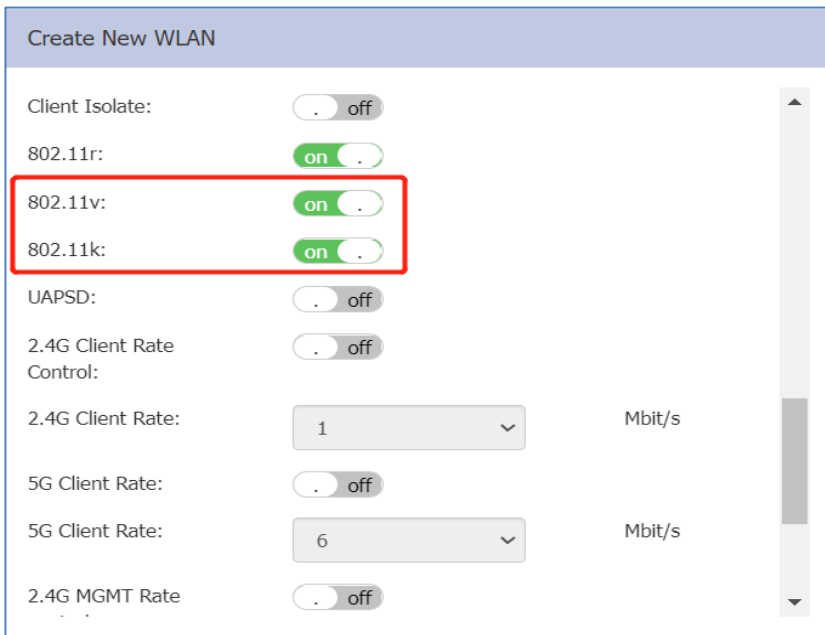 Create New WLAN
Client Isolate:
. off
802.11r:
on .
802.11v:
on .
802.11k:
on .
UAPSD:
. off
2.4G Client Rate
Control:
. off
2.4G Client Rate:
1
Mbit/s
5G Client Rate:
. off
5G Client Rate:
6
Mbit/s
2.4G MGMT Rate
. off